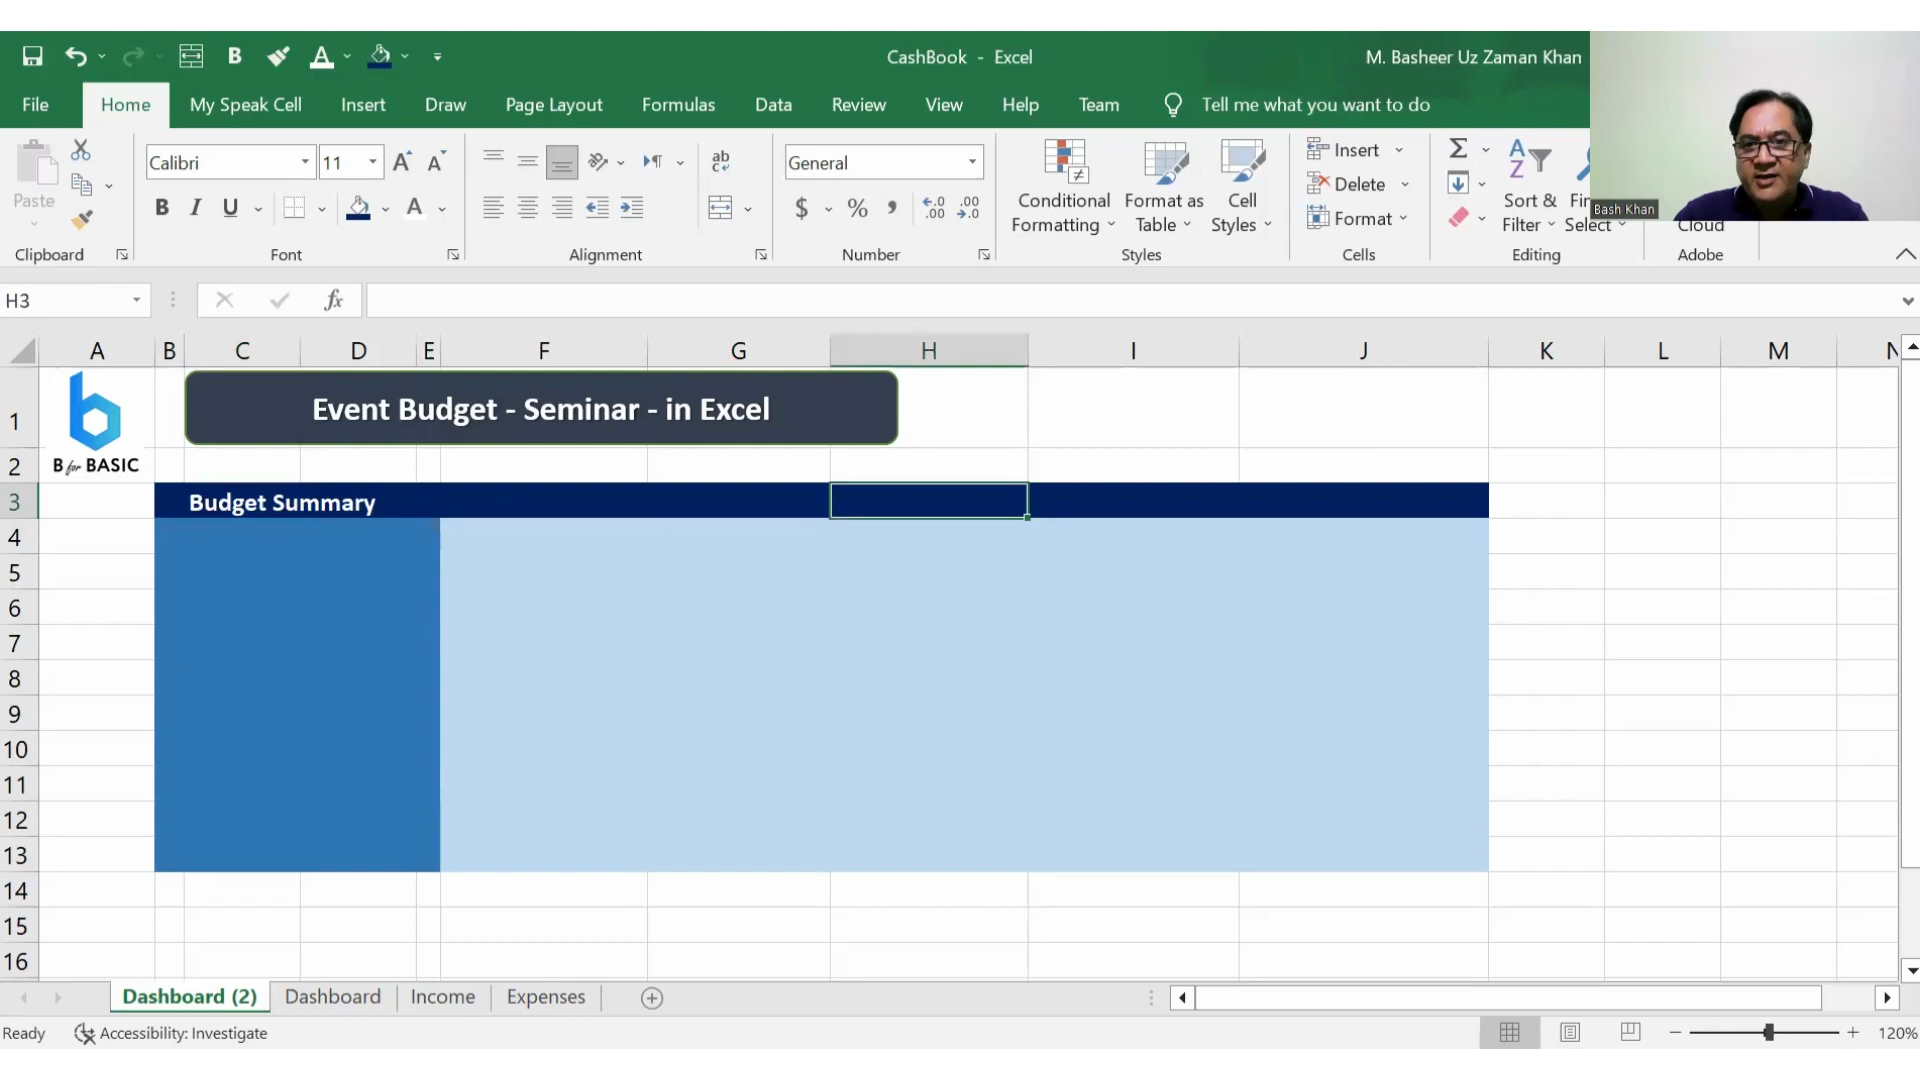 CashBook - Excel
M. Basheer Uz Zaman Khan
File Home My Speak Cell Insert Draw Page Layout Formulas Data Review View Help Team Tell me what you want to do
Paste
Clipboard
Calibri 11
B I U
Font
Alignment
General
$ % 9
Number
Conditional Formatting
Format as Table
Cell Styles
Styles
Insert
Delete
Format
Cells
Sort & Filter
Select
Editing
Cloud
Adobe
Bash Khan
H3
fx
A B C D E F G H I J K L M N
1
Event Budget - Seminar - in Excel
B for BASIC
2
3 Budget Summary
4
5
6
7
8
9
10
11
12
13
14
15
16
Dashboard (2) Dashboard Income Expenses
Ready Accessibility: Investigate
120%